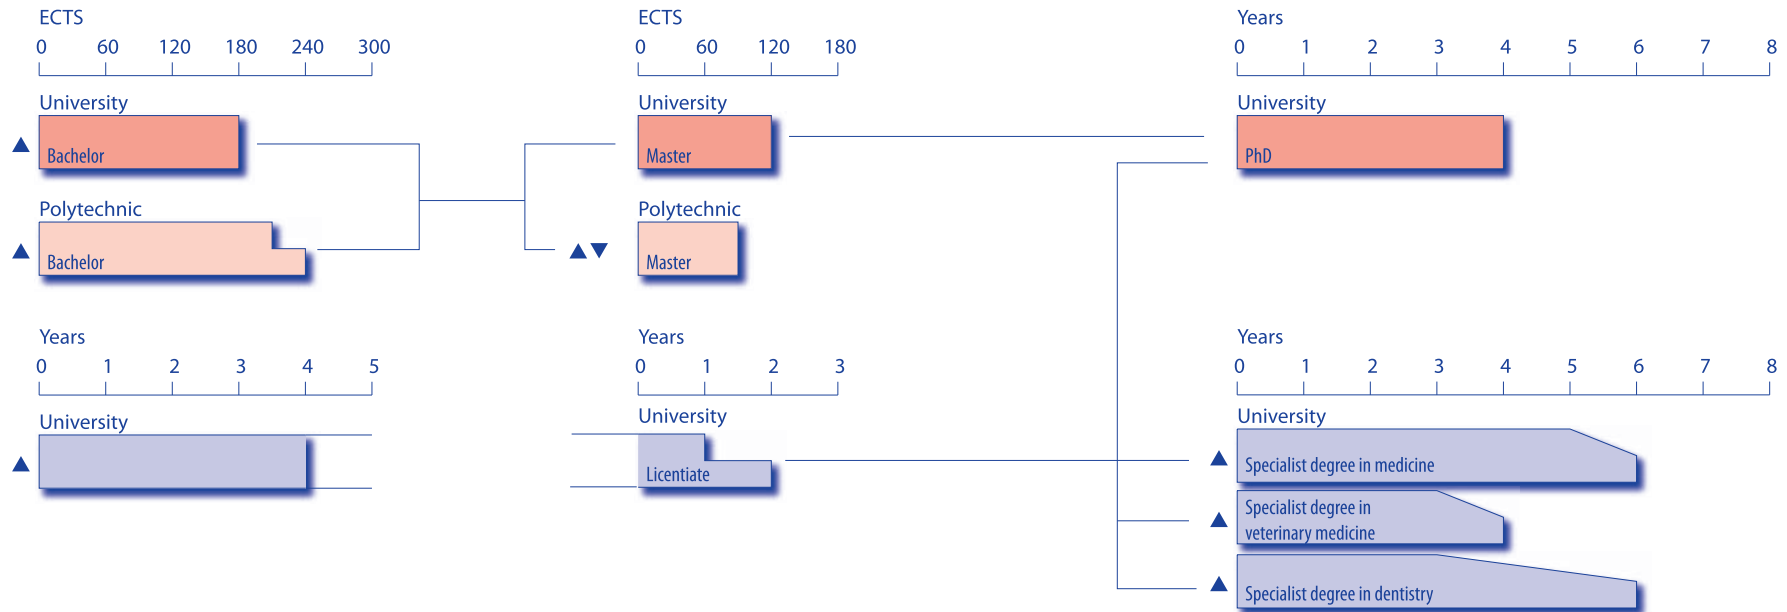 ECTS
0 60 120 180 240 300
University
Bachelor
Polytechnic
Bachelor
ECTS
0 60 120 180
University
Master
Polytechnic
Master
Years
0 1 2 3 4 5 6 7 8
University
PhD
Years
0 1 2 3 4 5
University
Years
0 1 2 3
University
Licentiate
Years
0 1 2 3 4 5 6 7 8
University
Specialist degree in medicine
Specialist degree in
veterinary medicine
Specialist degree in dentistry